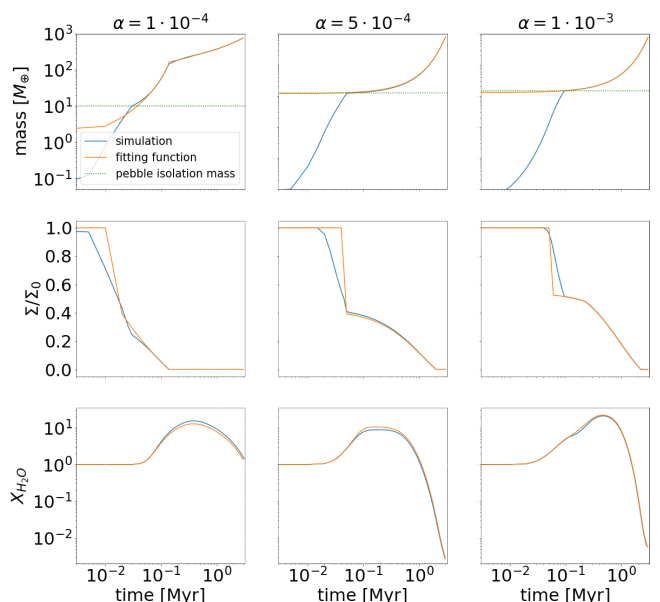 α = 1 · 10⁻⁴
α = 5 · 10⁻⁴
α = 1 · 10⁻³
mass [M⊕]
10³
10¹
10⁰
10⁻¹
simulation
fitting function
pebble isolation mass
Σ/Σ₀
1.0
0.8
0.6
0.4
0.2
0.0
X_{H₂O}
10¹
10⁰
10⁻¹
10⁻²
10⁻² 10⁻¹ 10⁰
10⁻² 10⁻¹ 10⁰
10⁻² 10⁻¹ 10⁰
time [Myr]
time [Myr]
time [Myr]